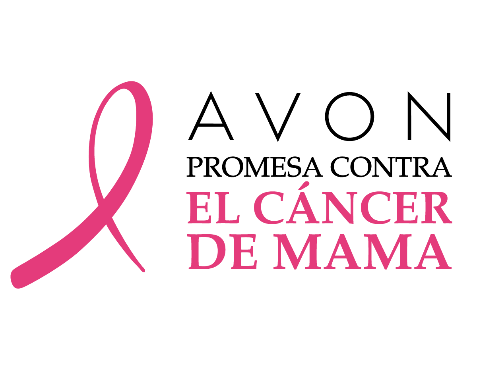 AVON
PROMESA CONTRA
EL CÁNCER
DE MAMA